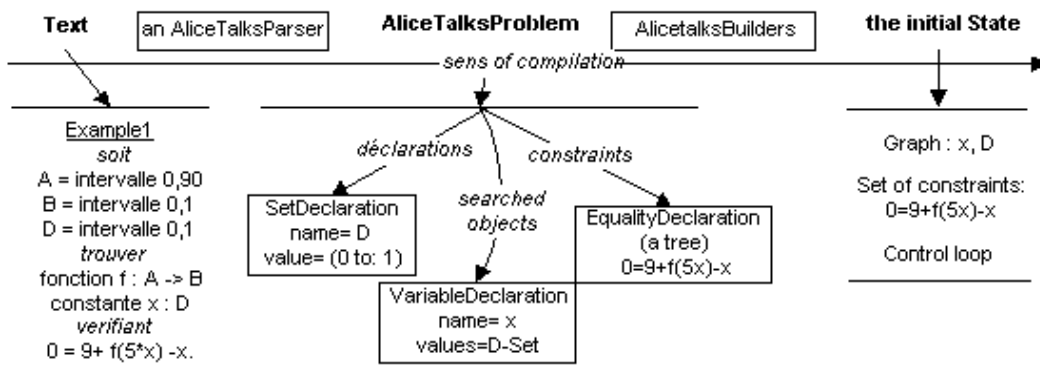 Text
an AliceTalksParser
AliceTalksProblem
AlicetalksBuilders
the initial State
sens of compilation
Example1
soit
A = intervalle 0,90
B = intervalle 0,1
D = intervalle 0,1
trouver
fonction f : A -> B
constante x : D
verifiant
0 = 9+ f(5*x) -x.
déclarations
searched
objects
constraints
SetDeclaration
name= D
value= (0 to: 1)
VariableDeclaration
name= x
values=D-Set
EqualityDeclaration
(a tree)
0=9+f(5x)-x
Graph : x, D
Set of constraints:
0=9+f(5x)-x
Control loop